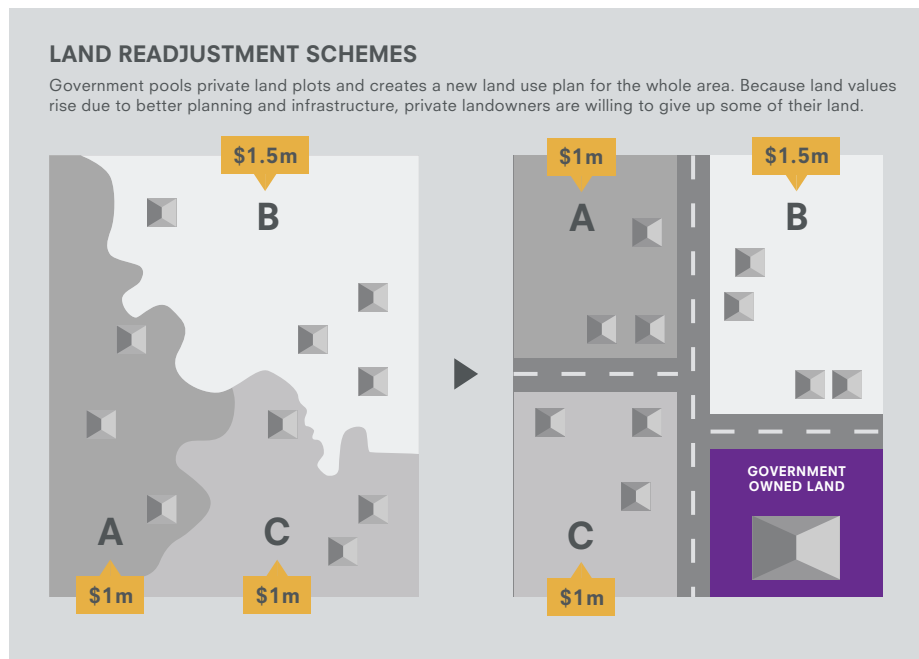 LAND READJUSTMENT SCHEMES
Government pools private land plots and creates a new land use plan for the whole area. Because land values
rise due to better planning and infrastructure, private landowners are willing to give up some of their land.
$1.5m
B
A
C
$1m
$1m
$1m
A
$1.5m
B
GOVERNMENT
OWNED LAND
C
$1m